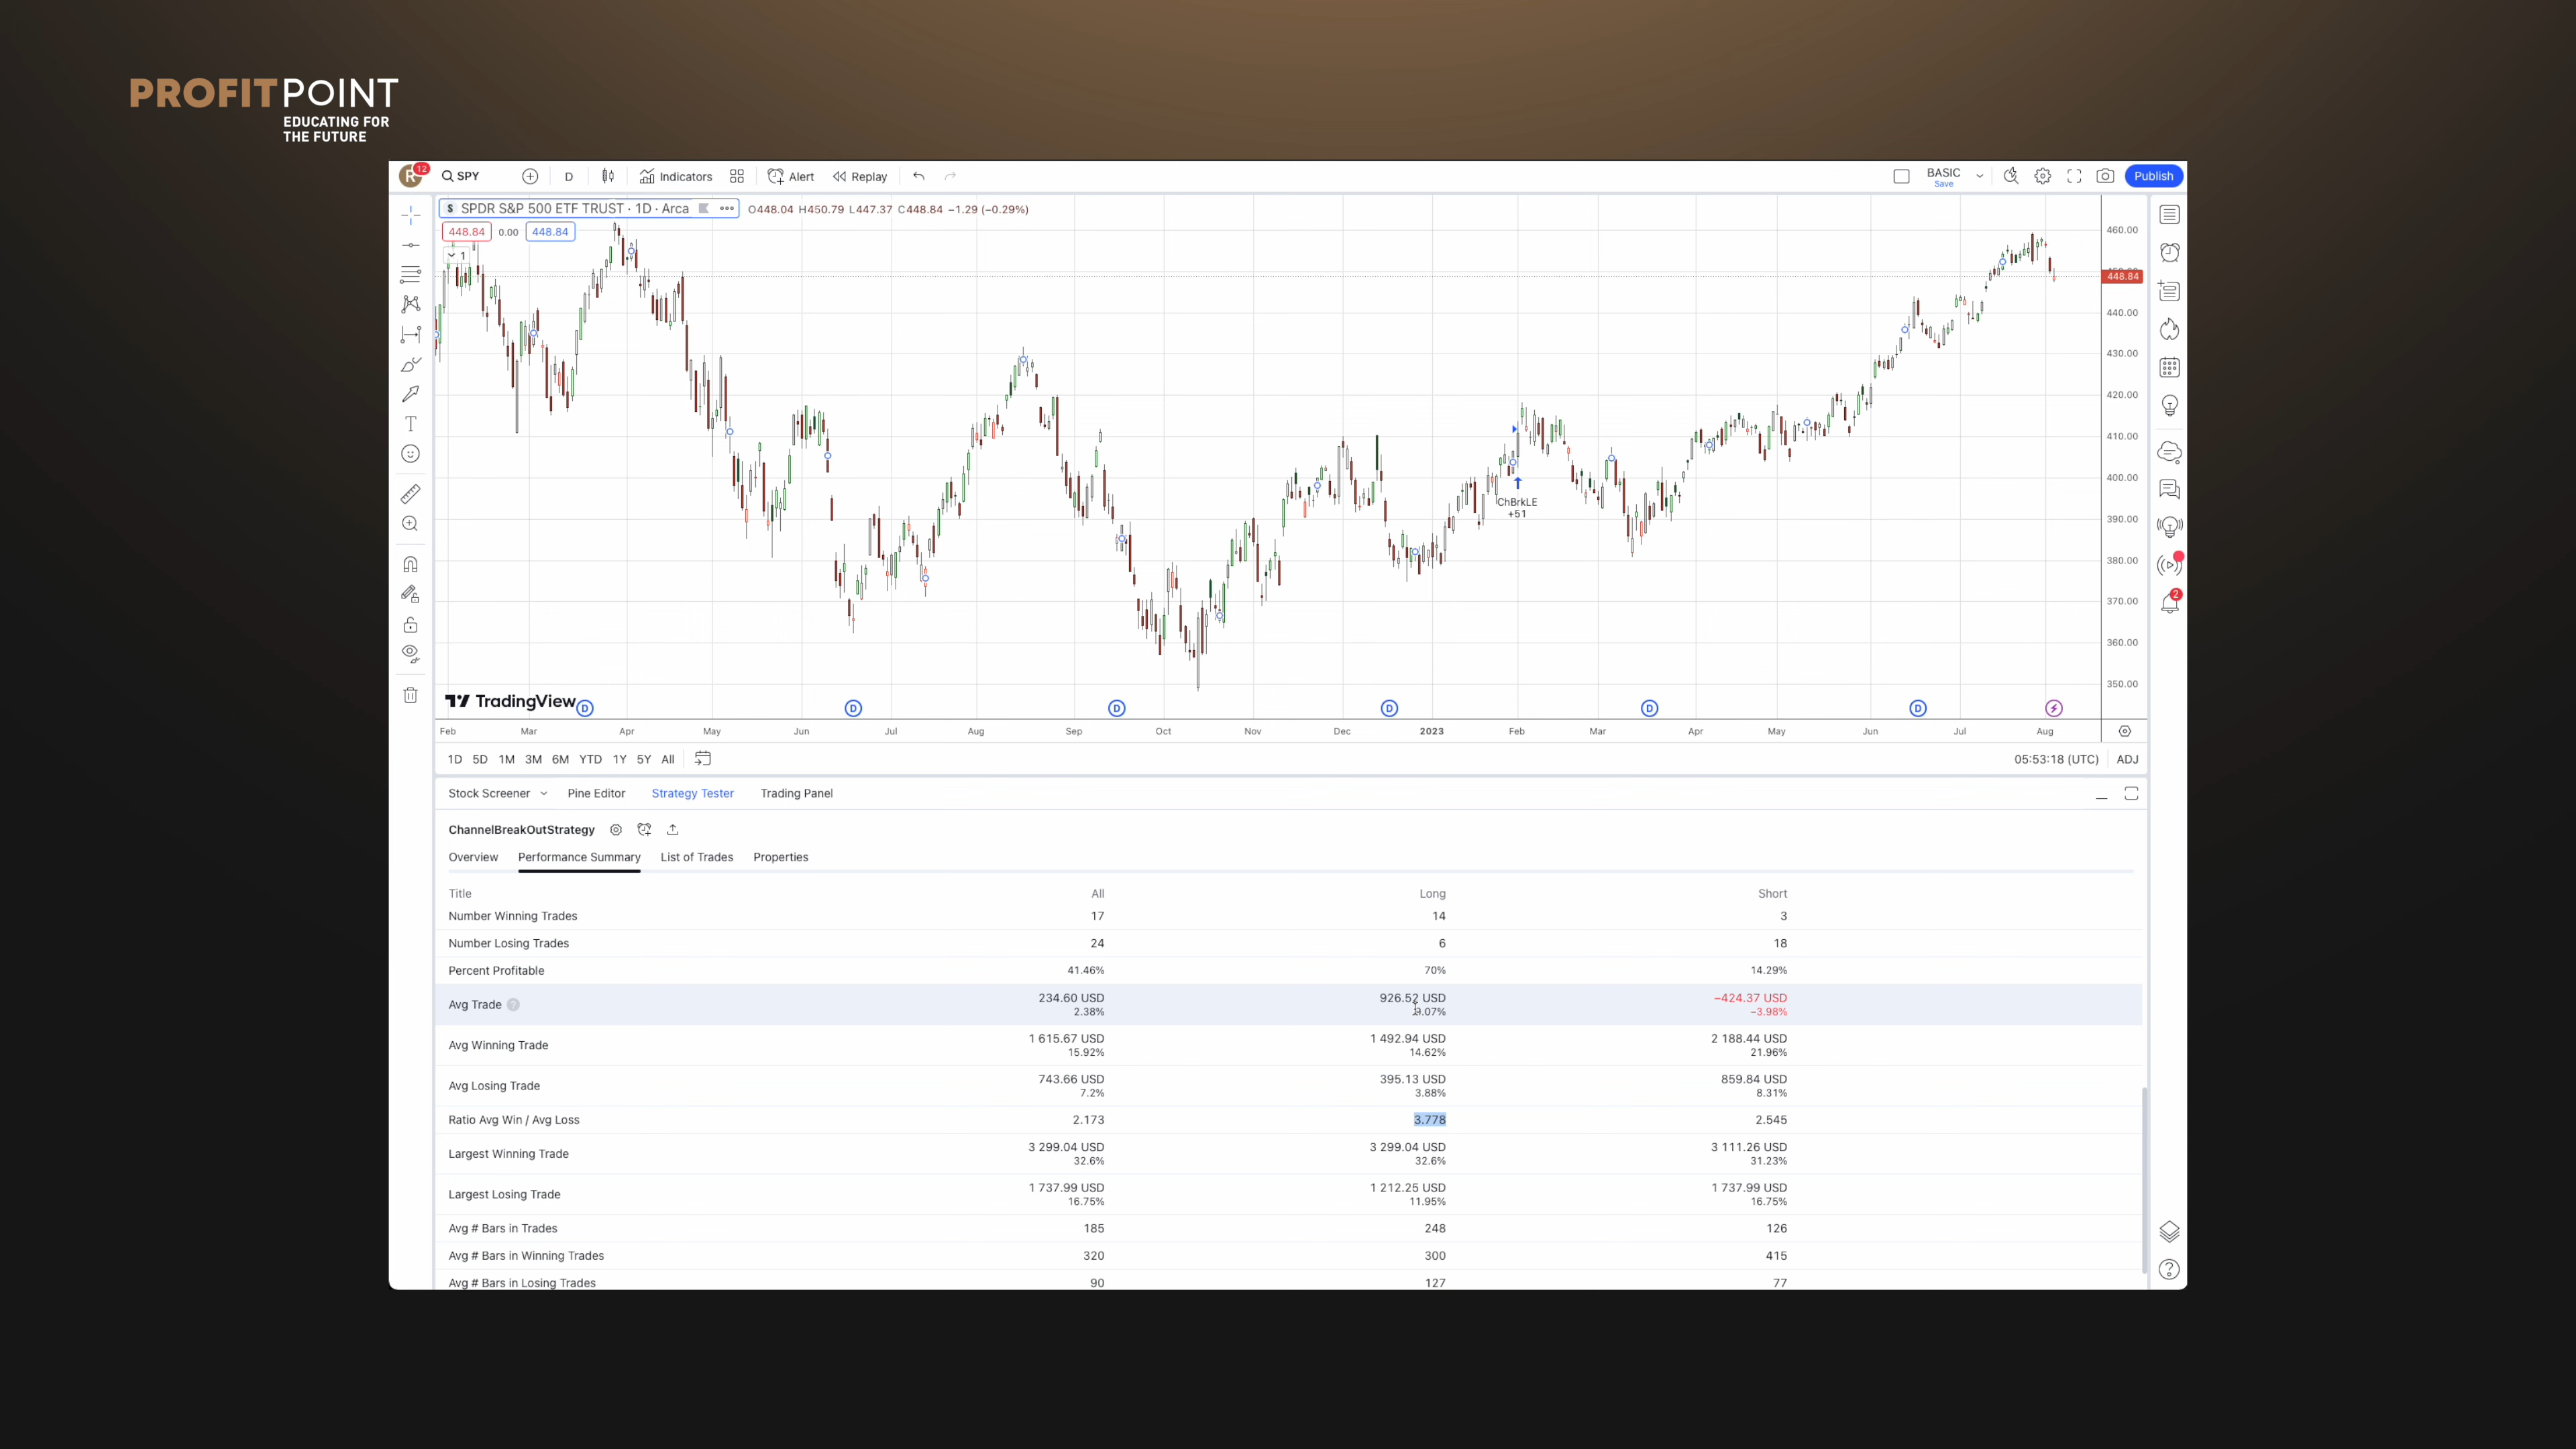 PROFITPOINT
EDUCATING FOR
THE FUTURE
R 12 SPY D Indicators Alert Replay BASIC Save Publish
S SPDR S&P 500 ETF TRUST · 1D · Arca O448.04 H450.79 L447.37 C448.84 −1.29 (−0.29%)
448.84 0.00 448.84
1
460.00
448.84
440.00
430.00
420.00
410.00
400.00
390.00
380.00
370.00
360.00
350.00
ChBrkLE
+51
2
TradingView D D D D D D
Feb Mar Apr May Jun Jul Aug Sep Oct Nov Dec 2023 Feb Mar Apr May Jun Jul Aug
1D 5D 1M 3M 6M YTD 1Y 5Y All 05:53:18 (UTC) ADJ
Stock Screener Pine Editor Strategy Tester Trading Panel
ChannelBreakOutStrategy
Overview Performance Summary List of Trades Properties
Title All Long Short
Number Winning Trades 17 14 3
Number Losing Trades 24 6 18
Percent Profitable 41.46% 70% 14.29%
Avg Trade ? 234.60 USD 926.52 USD −424.37 USD
2.38% 9.07% −3.98%
Avg Winning Trade 1 615.67 USD 1 492.94 USD 2 188.44 USD
15.92% 14.62% 21.96%
Avg Losing Trade 743.66 USD 395.13 USD 859.84 USD
7.2% 3.88% 8.31%
Ratio Avg Win / Avg Loss 2.173 3.778 2.545
Largest Winning Trade 3 299.04 USD 3 299.04 USD 3 111.26 USD
32.6% 32.6% 31.23%
Largest Losing Trade 1 737.99 USD 1 212.25 USD 1 737.99 USD
16.75% 11.95% 16.75%
Avg # Bars in Trades 185 248 126
Avg # Bars in Winning Trades 320 300 415
Avg # Bars in Losing Trades 90 127 77